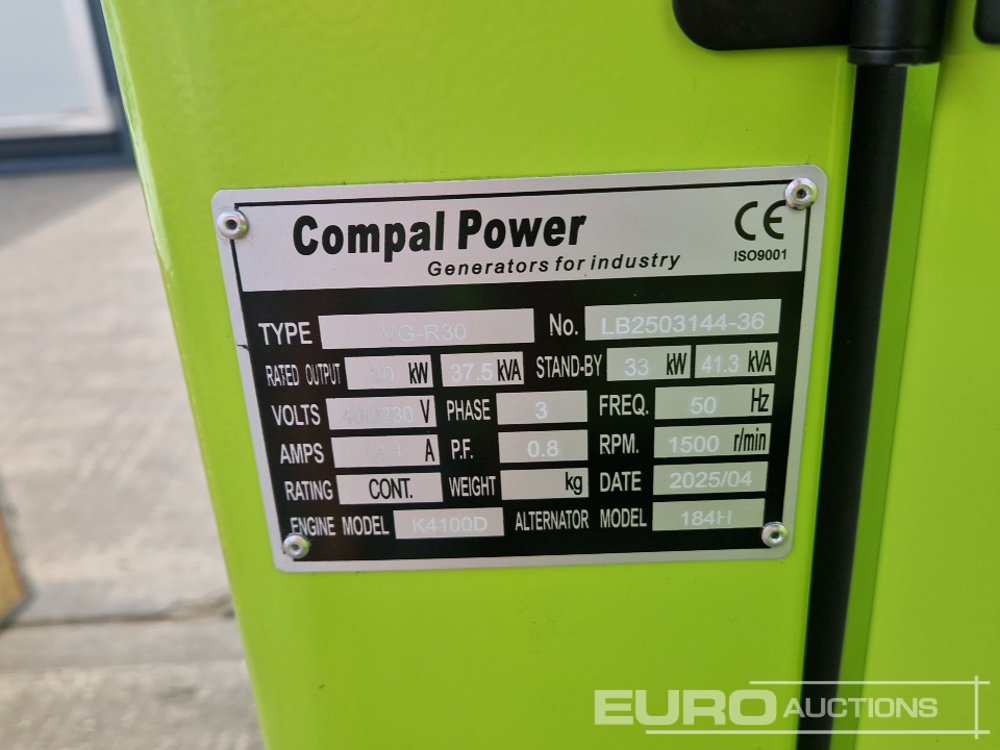 Compal Power
Generators for industry
CE
ISO9001
TYPE VG-R30 No. LB2503144-36
RATED OUTPUT 30 kW 37.5 kVA STAND-BY 33 kW 41.3 kVA
VOLTS 400/230 V PHASE 3 FREQ. 50 Hz
AMPS 54.1 A P.F. 0.8 RPM. 1500 r/min
RATING CONT. WEIGHT kg DATE 2025/04
ENGINE MODEL K4100D ALTERNATOR MODEL 184H
EURO AUCTIONS